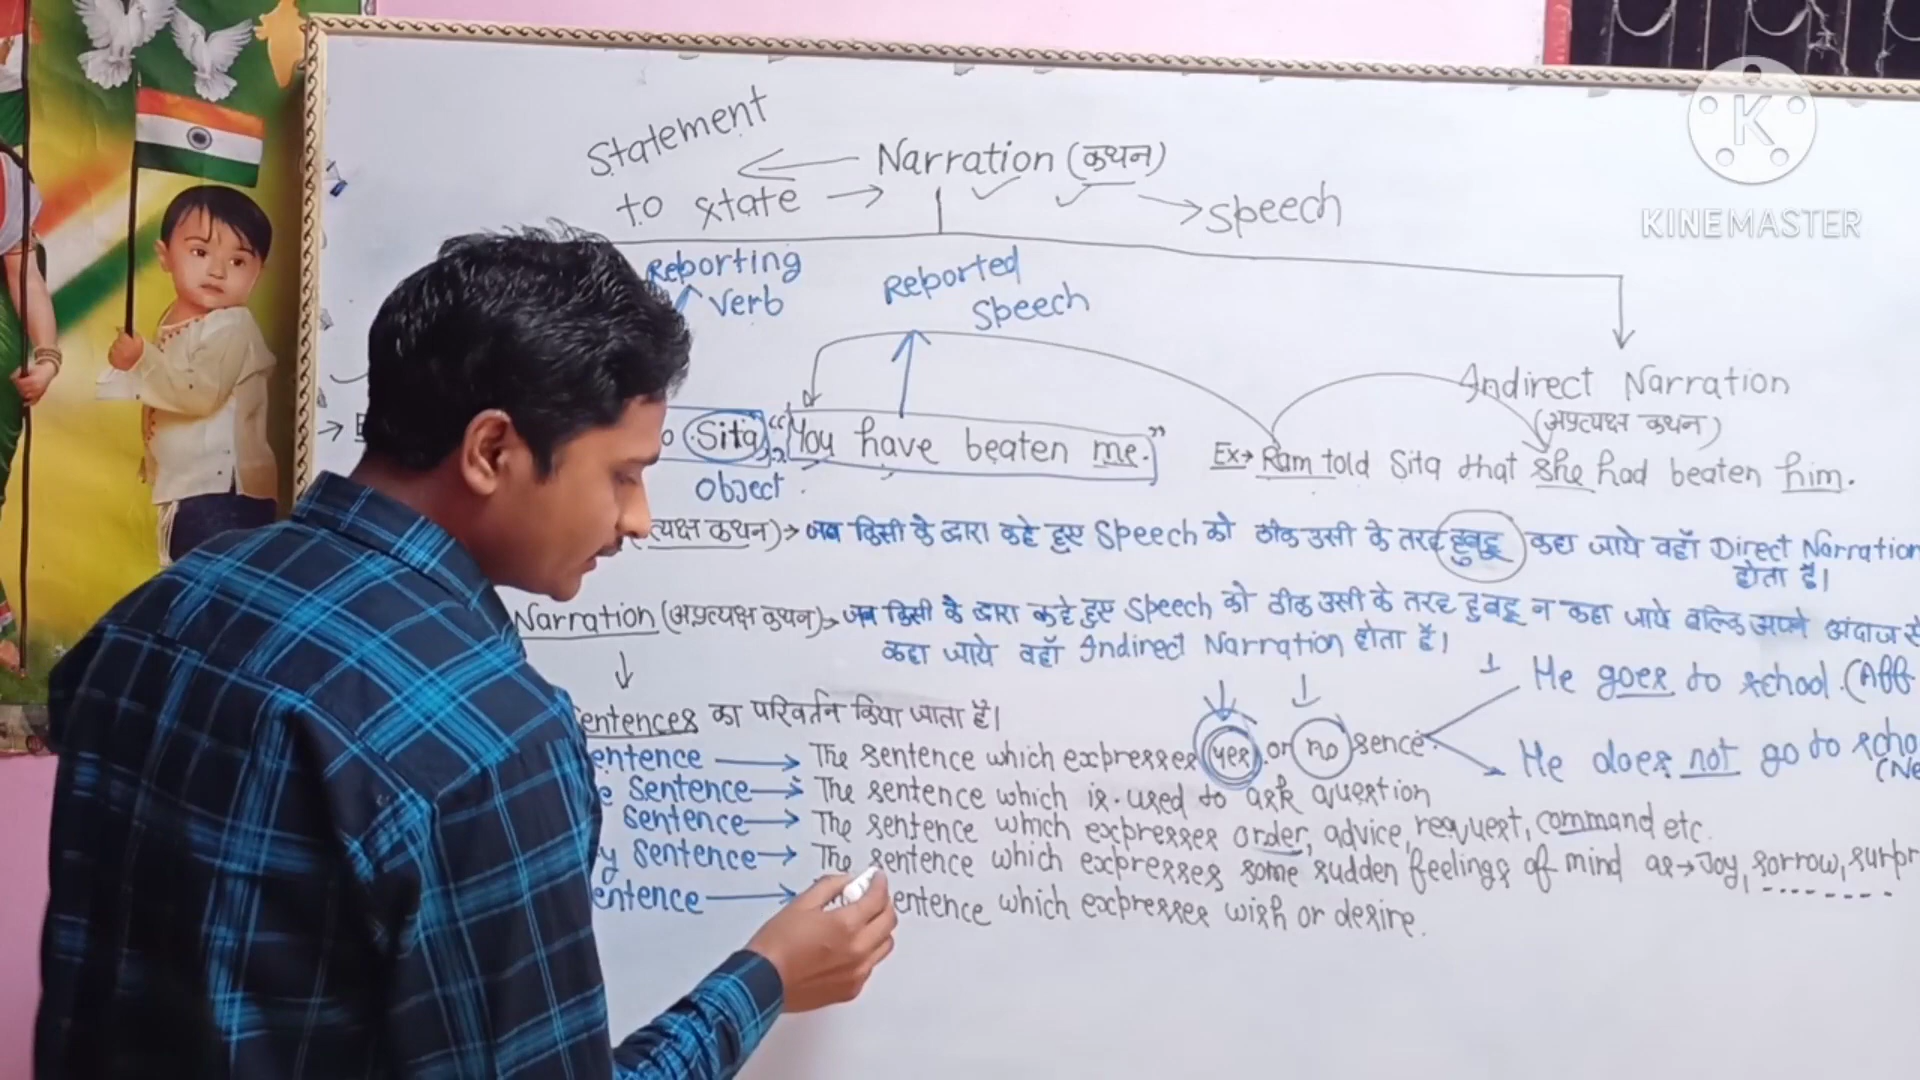 Statement
Narration (कथन)
to state
Speech
Reporting
Verb
Reported
Speech
Indirect Narration
(अप्रत्यक्ष कथन)
Sita, "You have beaten me."
Object
Ex→ Ram told Sita that she had beaten him.
कथन)→ जब किसी के द्वारा कहे हुए Speech को ठीक उसी के तरह हुबहू कहा जाये वहाँ Direct Narration
होता है।
Narration (अप्रत्यक्ष कथन)→ जब किसी के द्वारा कहे हुए Speech को ठीक उसी के तरह हुबहू न कहा जाये बल्कि अपने अंदाज से
कहा जाये वहाँ Indirect Narration होता है।
entences का परिवर्तन किया जाता है।
He goes to school. (Aff
entence → The sentence which expresses yes or no sence.
He does not go to scho
(Ne
e Sentence → The sentence which is used to ask question
Sentence → The sentence which expresses order, advice, request, command etc.
y Sentence → The sentence which expresses some sudden feelings of mind as → Joy, sorrow, surpr
entence → entence which expresses wish or desire.
K
KINEMASTER